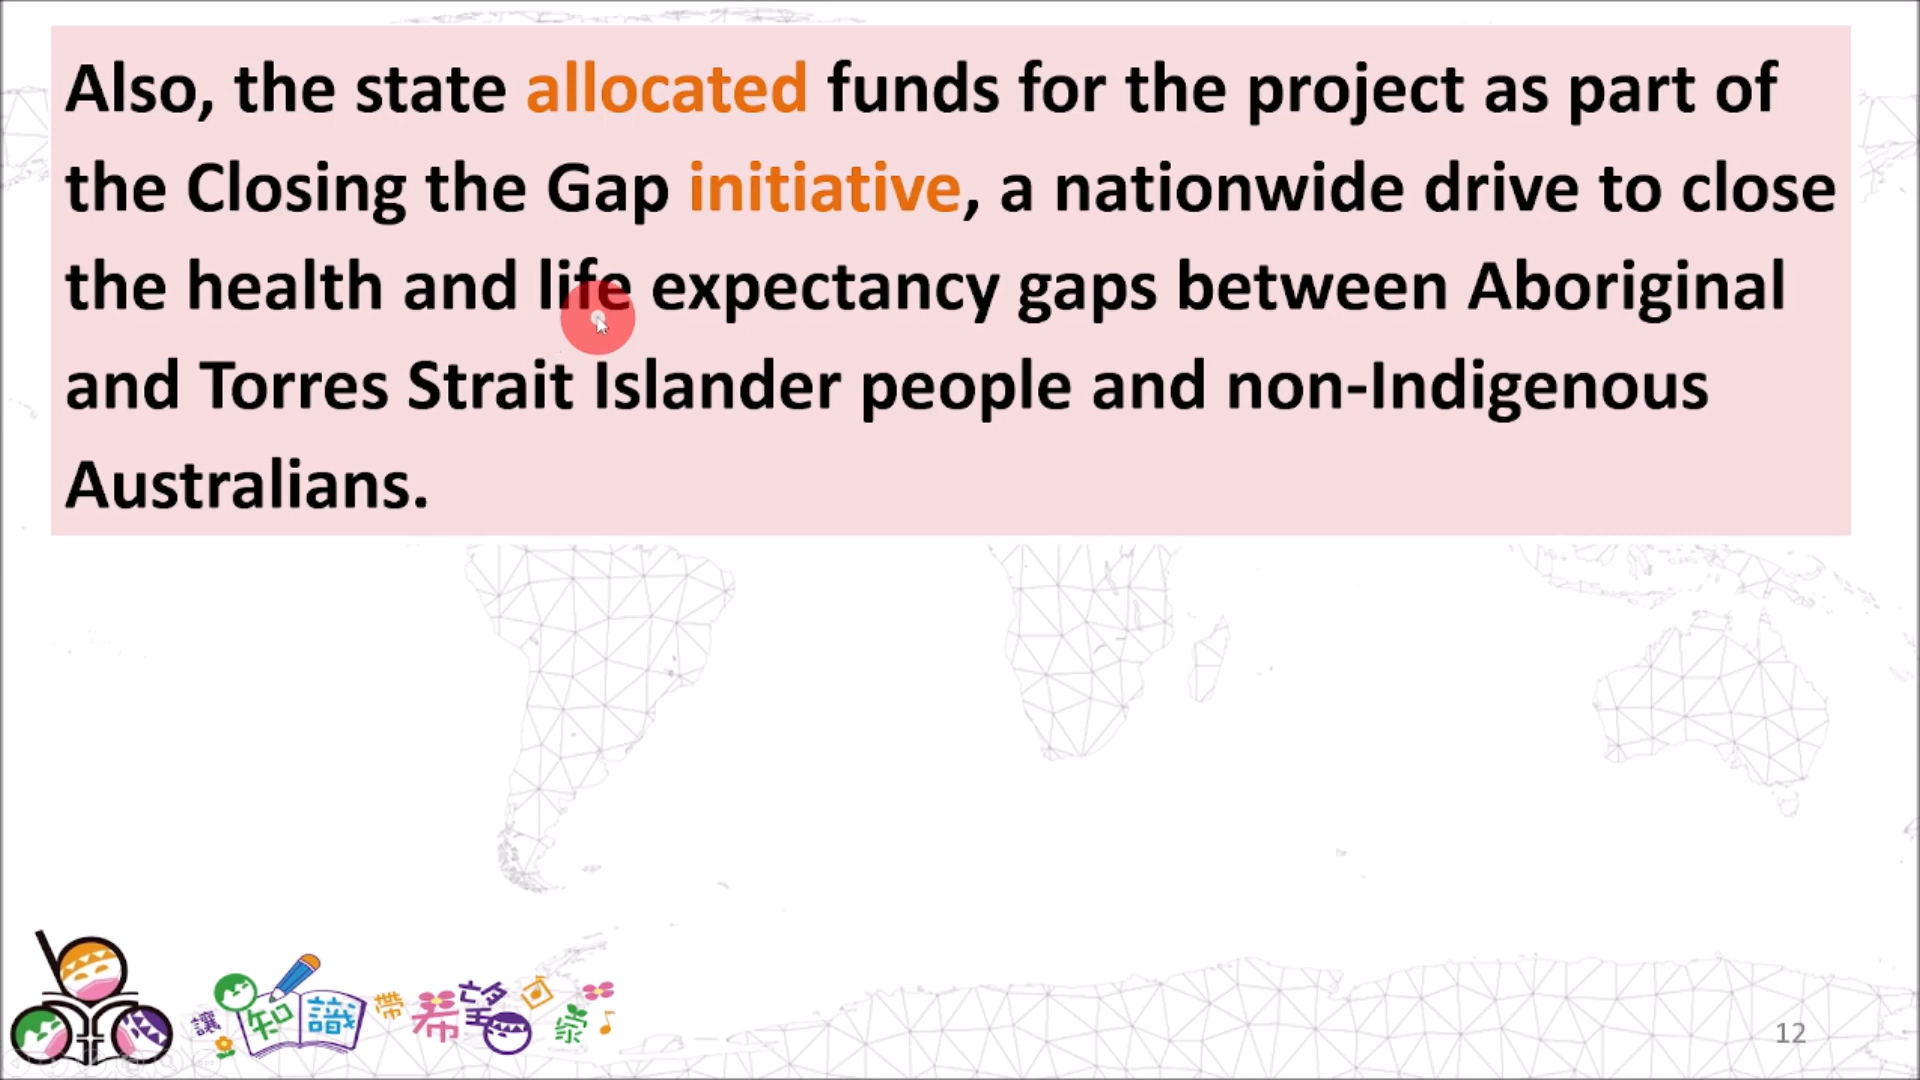 Also, the state allocated funds for the project as part of
the Closing the Gap initiative, a nationwide drive to close
the health and life expectancy gaps between Aboriginal
and Torres Strait Islander people and non-Indigenous
Australians.
讓知識帶希望回家
12